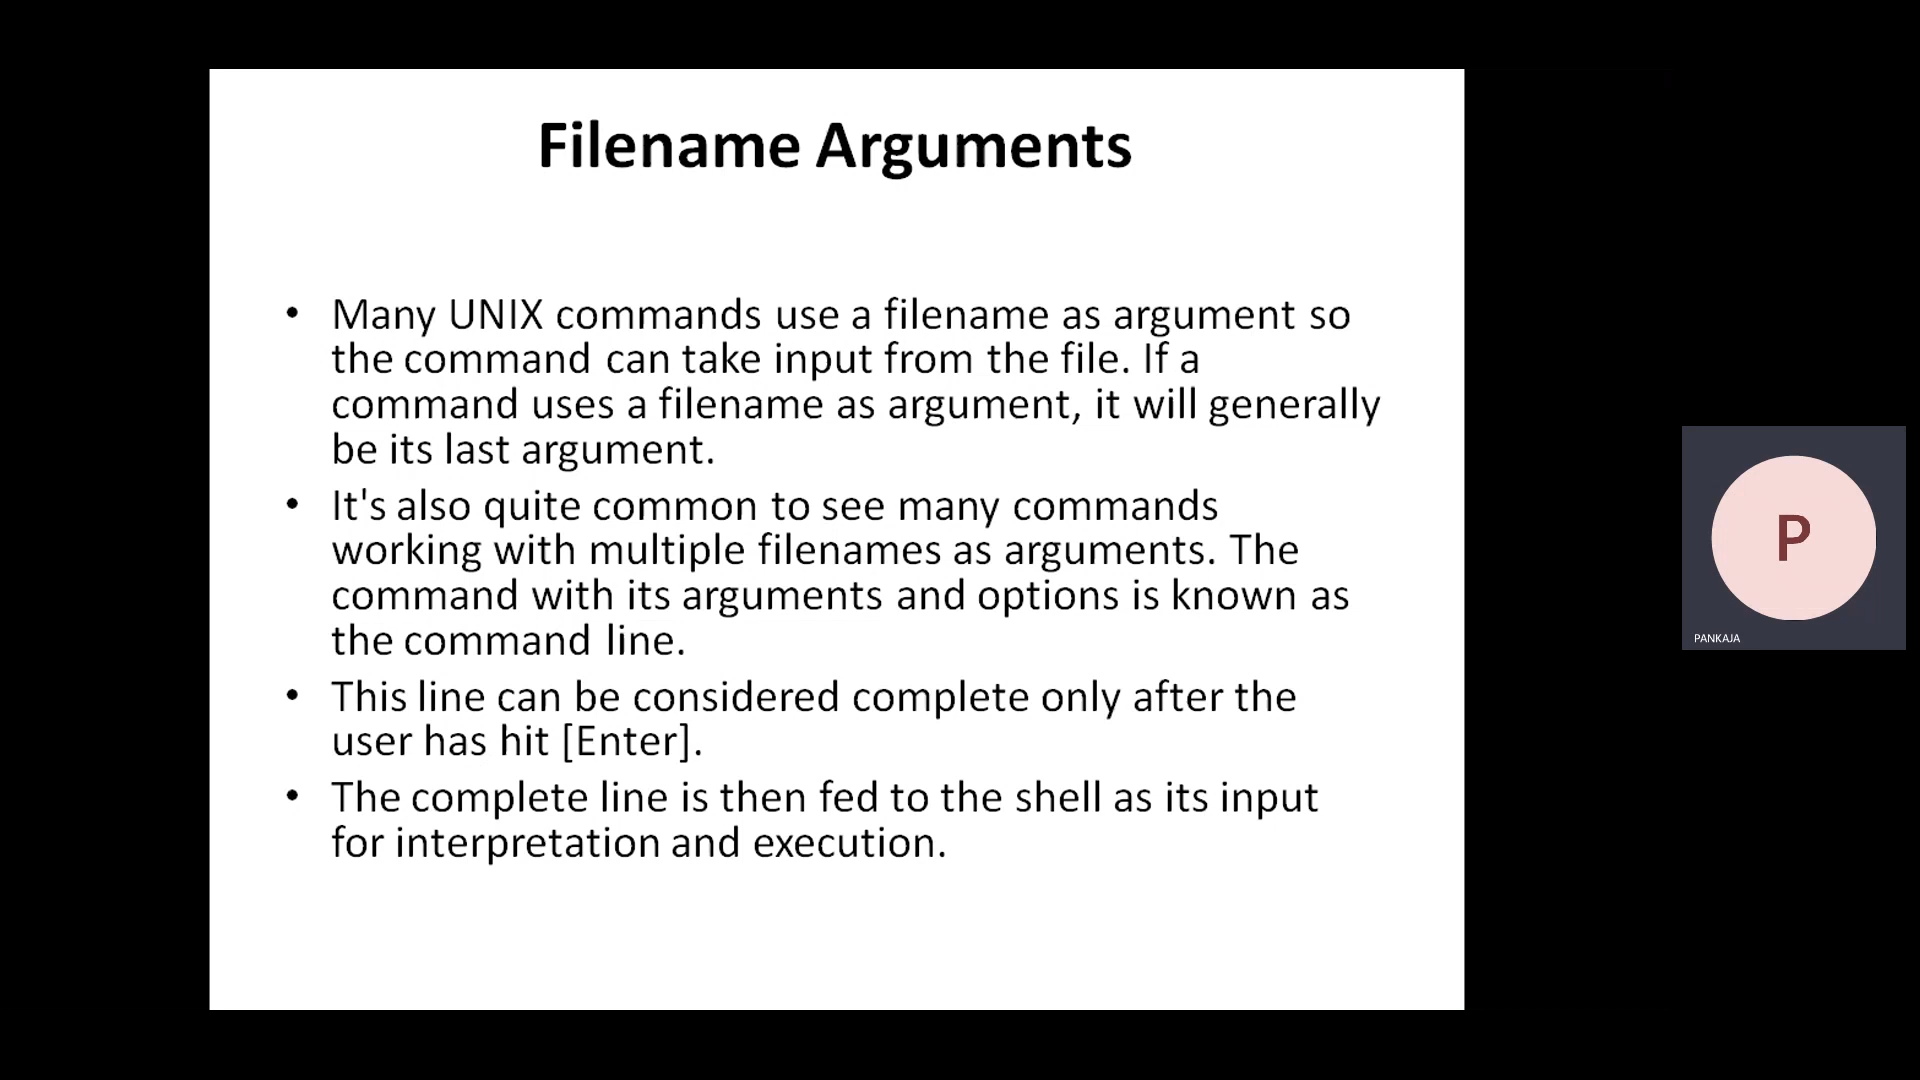 Filename Arguments
• Many UNIX commands use a filename as argument so
the command can take input from the file. If a
command uses a filename as argument, it will generally
be its last argument.
• It's also quite common to see many commands
working with multiple filenames as arguments. The
command with its arguments and options is known as
the command line.
• This line can be considered complete only after the
user has hit [Enter].
• The complete line is then fed to the shell as its input
for interpretation and execution.
P
PANKAJA